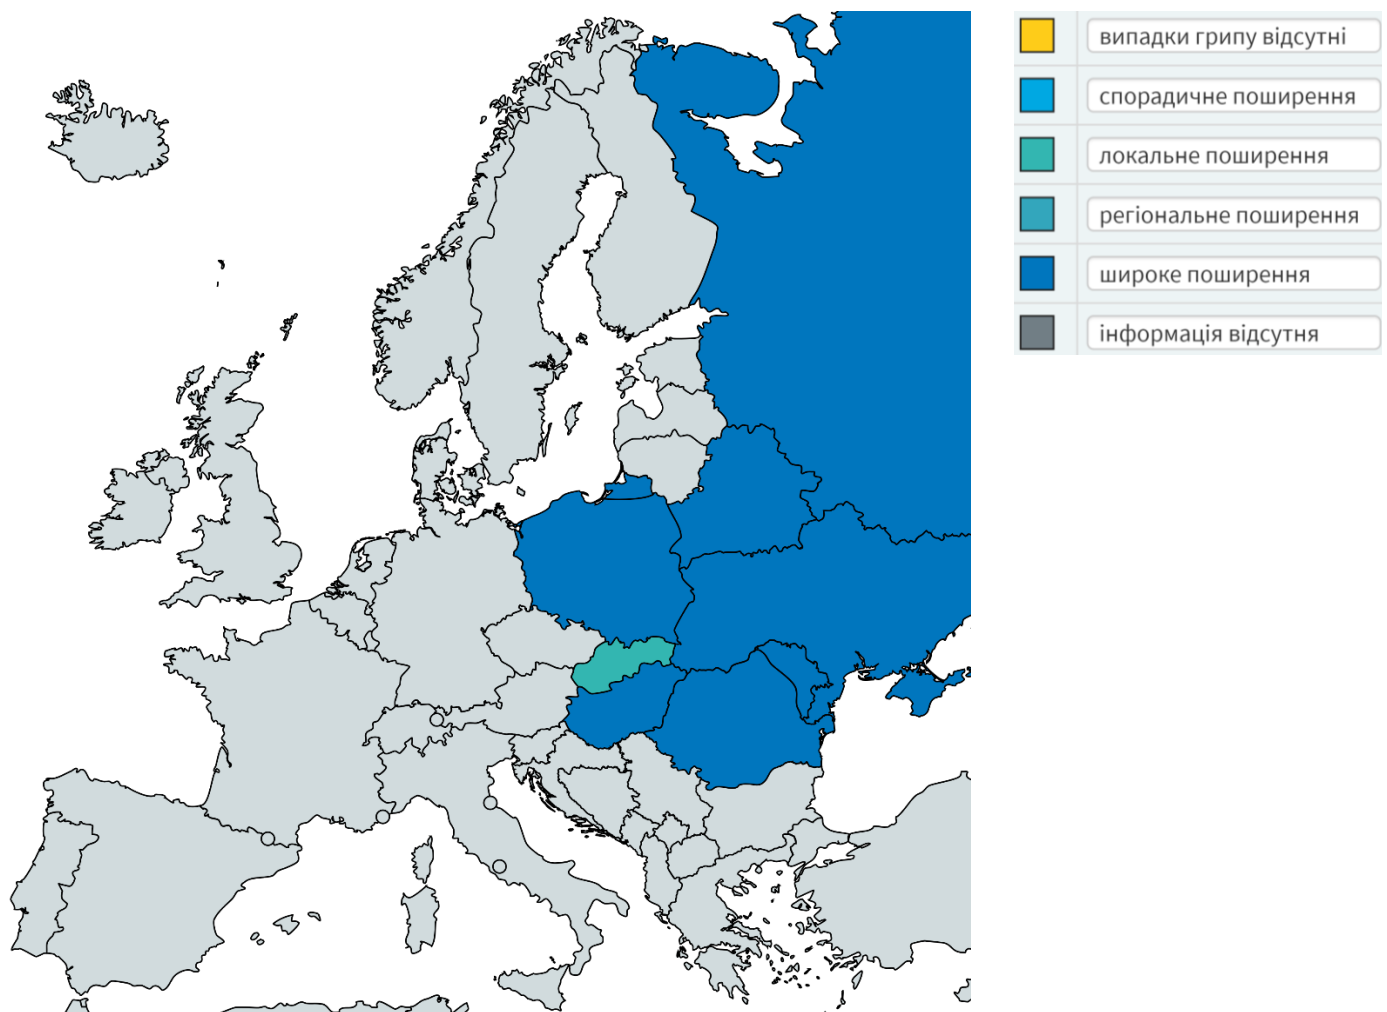 випадки грипу відсутні
спорадичне поширення
локальне поширення
регіональне поширення
широке поширення
інформація відсутня